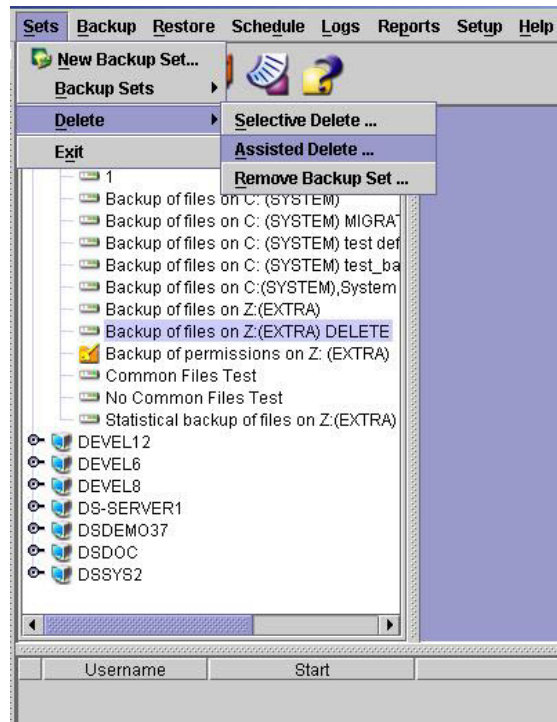 Sets Backup Restore Schedule Logs Reports Setup Help
New Backup Set...
Backup Sets
Delete
Exit
Selective Delete ...
Assisted Delete ...
Remove Backup Set ...
1
Backup of files on C: (SYSTEM)
Backup of files on C: (SYSTEM) MIGRAT
Backup of files on C: (SYSTEM) test def
Backup of files on C: (SYSTEM) test_ba
Backup of files on C:(SYSTEM),System
Backup of files on Z:(EXTRA)
Backup of files on Z:(EXTRA) DELETE
Backup of permissions on Z: (EXTRA)
Common Files Test
No Common Files Test
Statistical backup of files on Z:(EXTRA)
DEVEL12
DEVEL6
DEVEL8
DS-SERVER1
DSDEMO37
DSDOC
DSSYS2
Username Start